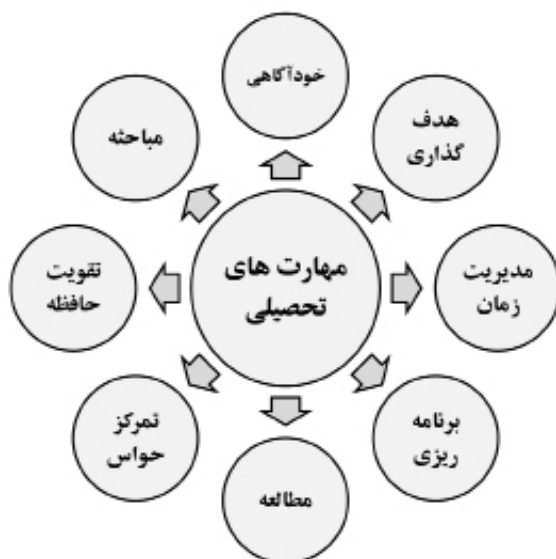 خودآگاهی
هدف
گذاری
مدیریت
زمان
برنامه
ریزی
مطالعه
تمرکز
حواس
تقویت
حافظه
مباحثه
مهارت های
تحصیلی